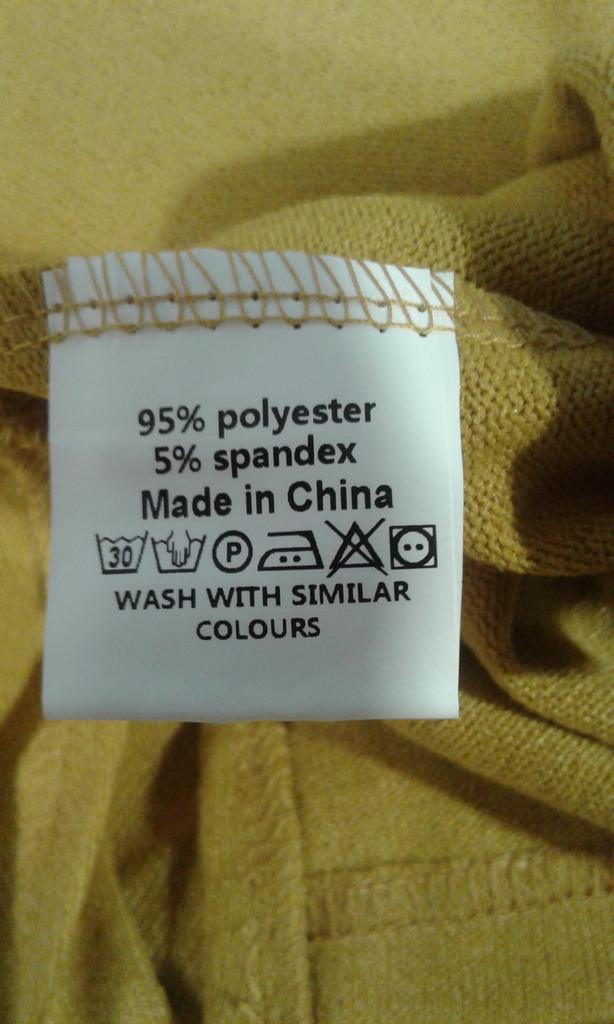 95% polyester
5% spandex
Made in China
30 P
WASH WITH SIMILAR
COLOURS